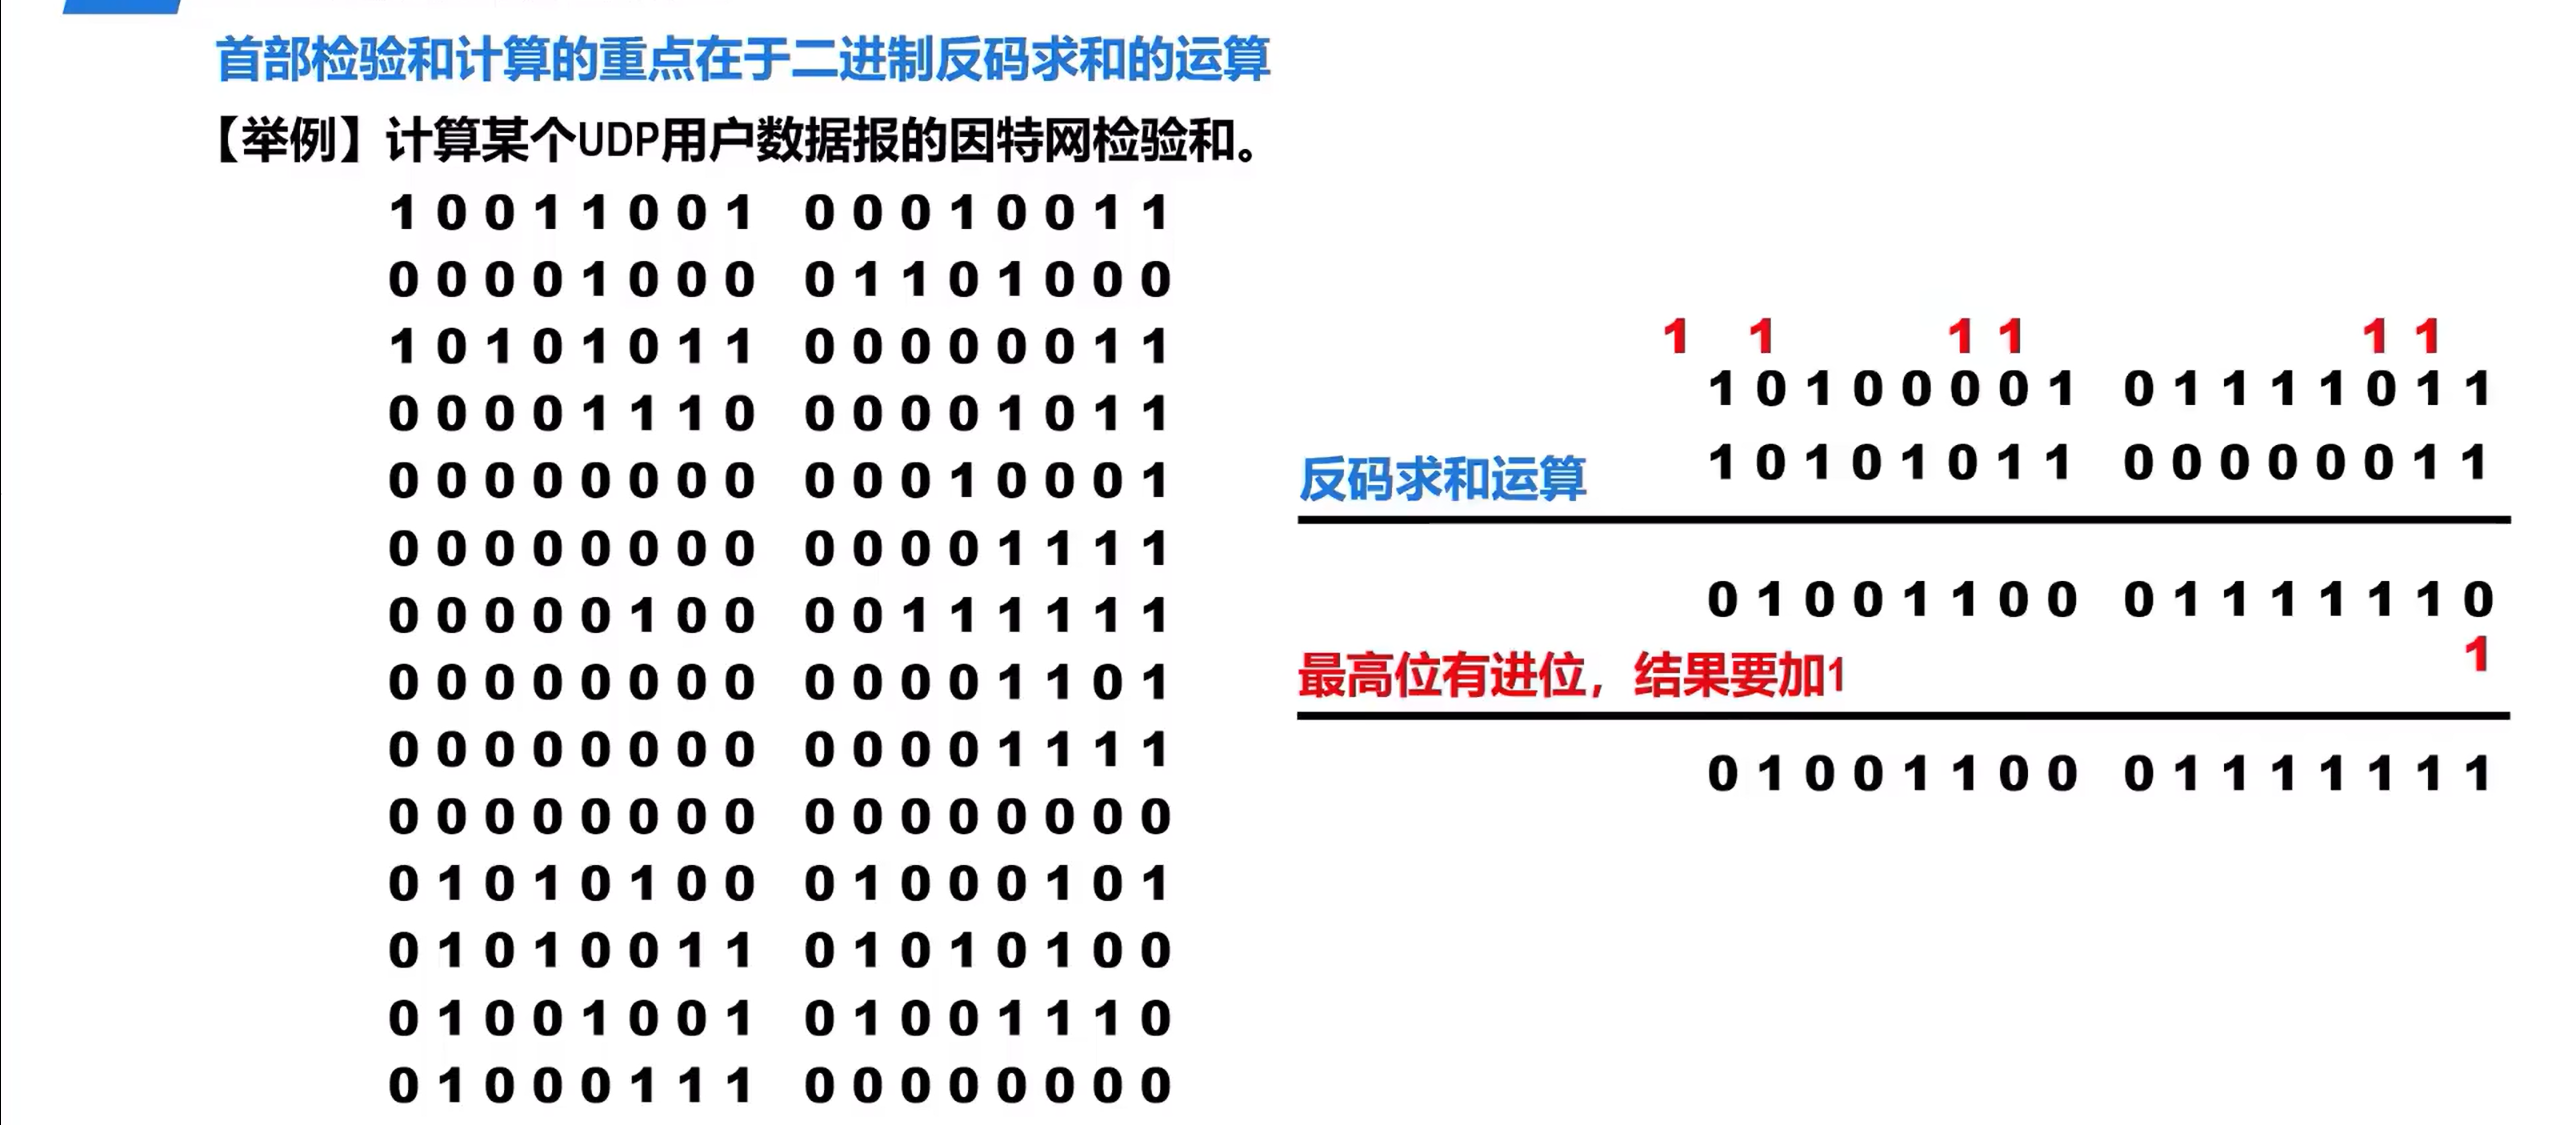 首部检验和计算的重点在于二进制反码求和的运算
【举例】计算某个UDP用户数据报的因特网检验和。
1 0 0 1 1 0 0 1 0 0 0 1 0 0 1 1
0 0 0 0 1 0 0 0 0 1 1 0 1 0 0 0
1 0 1 0 1 0 1 1 0 0 0 0 0 0 1 1
0 0 0 0 1 1 1 0 0 0 0 0 1 0 1 1
0 0 0 0 0 0 0 0 0 0 0 1 0 0 0 1
0 0 0 0 0 0 0 0 0 0 0 0 1 1 1 1
0 0 0 0 0 1 0 0 0 0 1 1 1 1 1 1
0 0 0 0 0 0 0 0 0 0 0 0 1 1 0 1
0 0 0 0 0 0 0 0 0 0 0 0 1 1 1 1
0 0 0 0 0 0 0 0 0 0 0 0 0 0 0 0
0 1 0 1 0 1 0 0 0 1 0 0 0 1 0 1
0 1 0 1 0 0 1 1 0 1 0 1 0 1 0 0
0 1 0 0 1 0 0 1 0 1 0 0 1 1 1 0
0 1 0 0 0 1 1 1 0 0 0 0 0 0 0 0
1 1 1 1 1 1
1 0 1 0 0 0 0 1 0 1 1 1 1 0 1 1
反码求和运算 1 0 1 0 1 0 1 1 0 0 0 0 0 0 1 1
0 1 0 0 1 1 0 0 0 1 1 1 1 1 1 0
最高位有进位，结果要加1 1
0 1 0 0 1 1 0 0 0 1 1 1 1 1 1 1